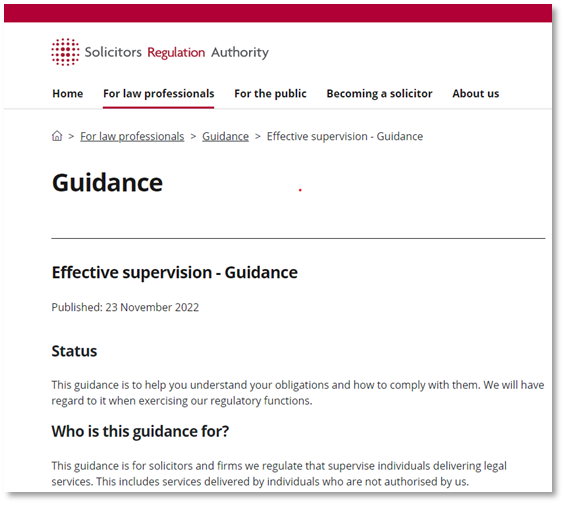 Solicitors Regulation Authority
Home For law professionals For the public Becoming a solicitor About us
> For law professionals > Guidance > Effective supervision - Guidance
Guidance
Effective supervision - Guidance
Published: 23 November 2022
Status
This guidance is to help you understand your obligations and how to comply with them. We will have
regard to it when exercising our regulatory functions.
Who is this guidance for?
This guidance is for solicitors and firms we regulate that supervise individuals delivering legal
services. This includes services delivered by individuals who are not authorised by us.